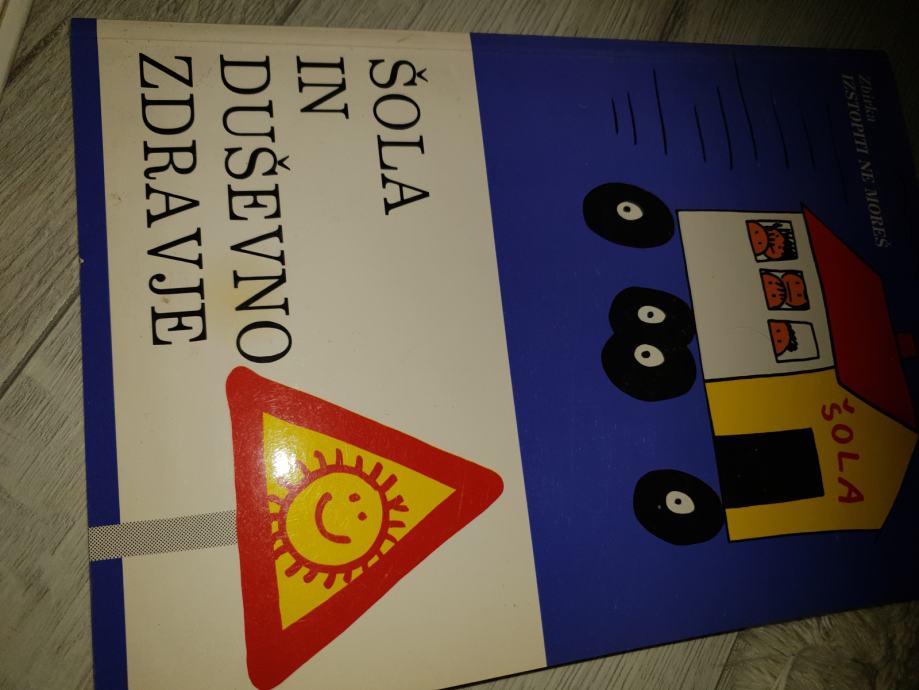 Zbirka
IZSTOPITI NE MOREŠ
ŠOLA
ŠOLA
IN
DUŠEVNO
ZDRAVJE